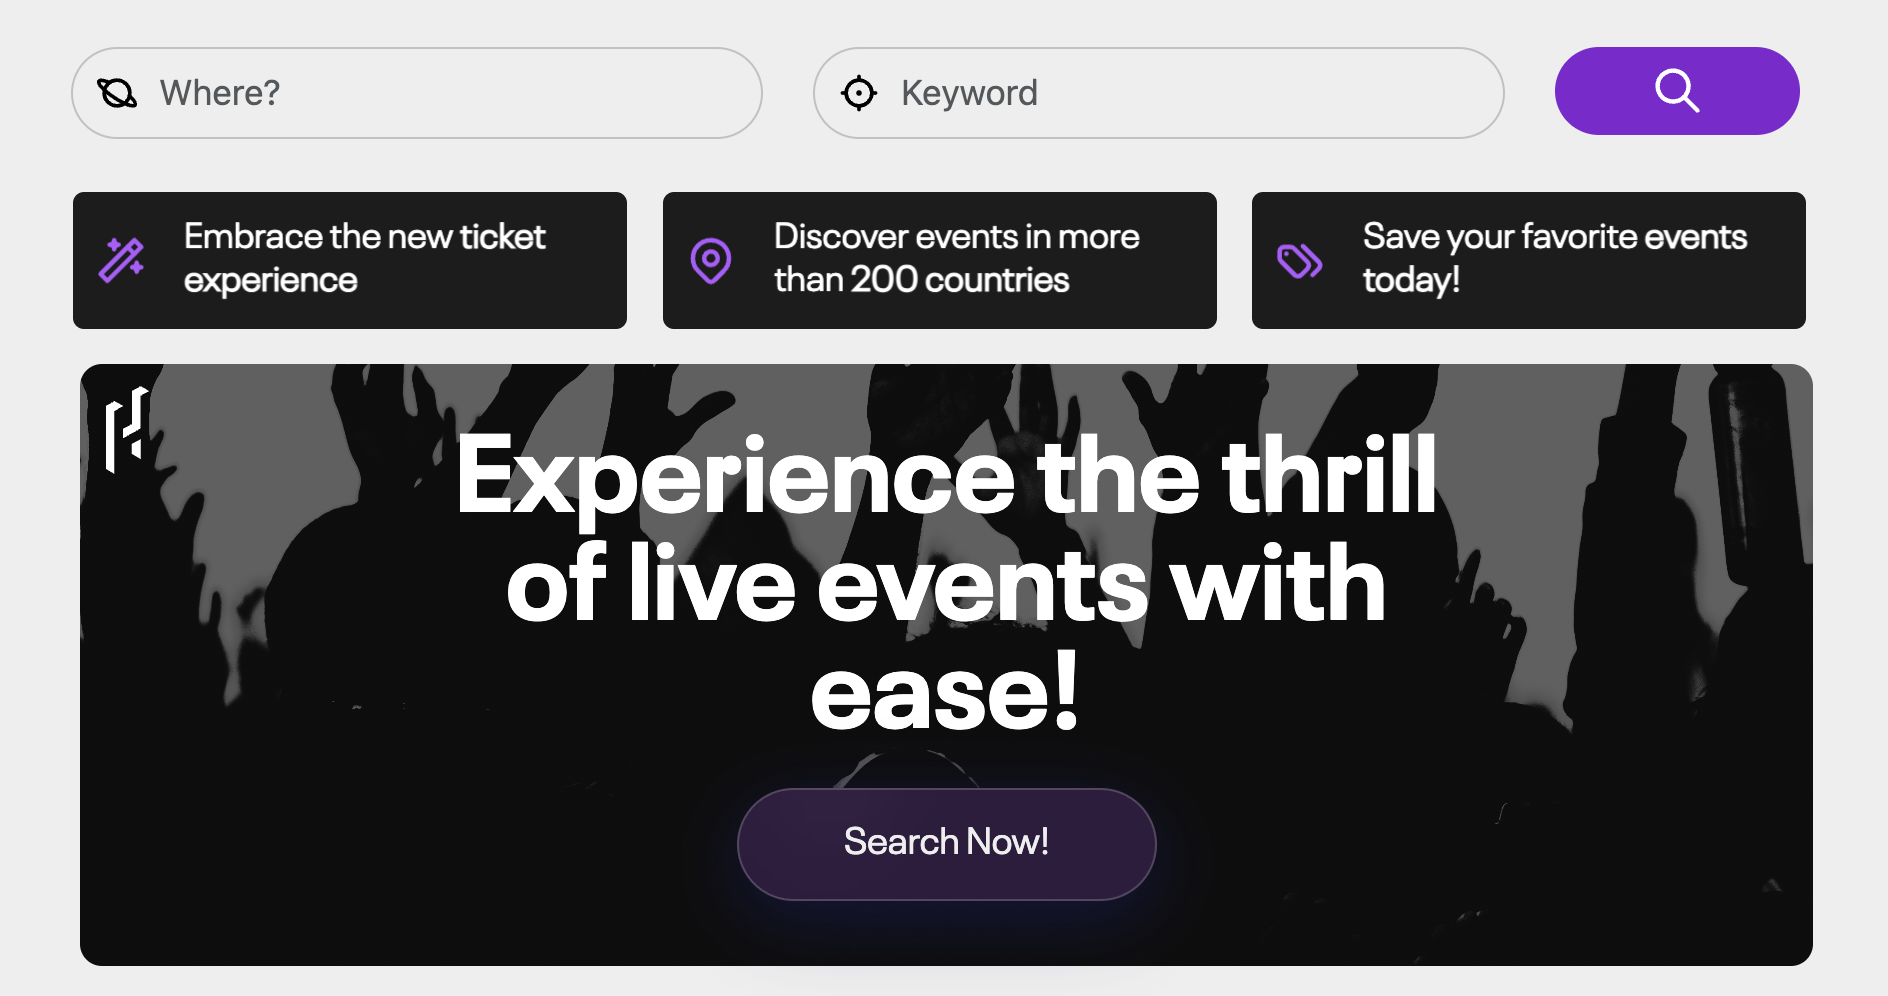 Where?
Keyword
Embrace the new ticket
experience
Discover events in more
than 200 countries
Save your favorite events
today!
Experience the thrill
of live events with
ease!
Search Now!